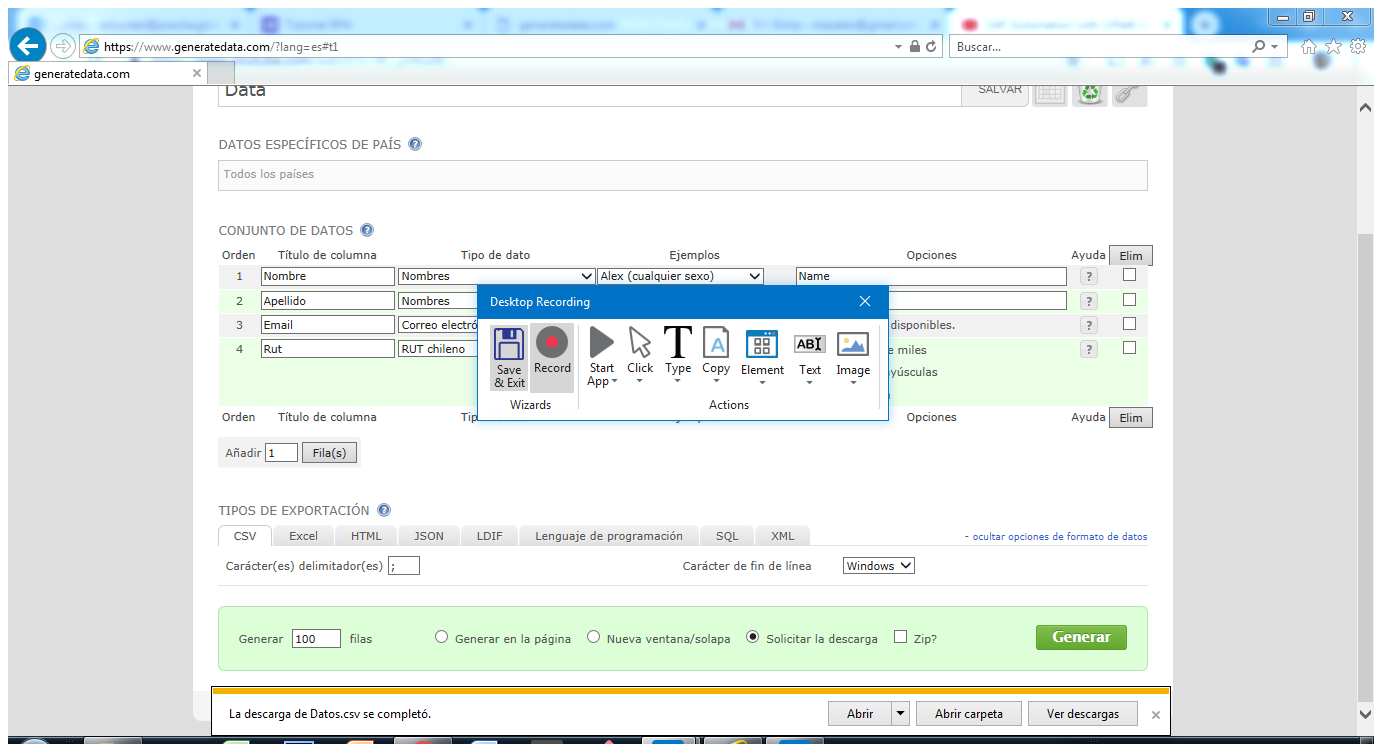 https://www.generatedata.com/?lang=es#t1
Buscar...
generatedata.com
Data
SALVAR
DATOS ESPECÍFICOS DE PAÍS ?
Todos los países
CONJUNTO DE DATOS ?
Orden Título de columna Tipo de dato Ejemplos Opciones Ayuda Elim
1 Nombre Nombres Alex (cualquier sexo) Name ?
2 Apellido Nombres ?
3 Email Correo electró disponibles. ?
4 Rut RUT chileno e miles ?
yúsculas
Desktop Recording
Save & Exit
Record
Start App
Click
Type
Copy
Element
Text
Image
Wizards
Actions
Orden Título de columna Opciones Ayuda Elim
Añadir 1 Fila(s)
TIPOS DE EXPORTACIÓN ?
CSV Excel HTML JSON LDIF Lenguaje de programación SQL XML - ocultar opciones de formato de datos
Carácter(es) delimitador(es) ; Carácter de fin de línea Windows
Generar 100 filas Generar en la página Nueva ventana/solapa Solicitar la descarga Zip? Generar
La descarga de Datos.csv se completó. Abrir Abrir carpeta Ver descargas